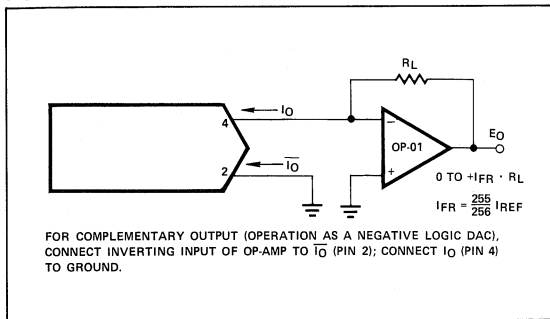 RL
IO
4
−
EO
OP-01
2
IO
+
0 TO +IFR · RL
IFR = 255/256 IREF
FOR COMPLEMENTARY OUTPUT (OPERATION AS A NEGATIVE LOGIC DAC),
CONNECT INVERTING INPUT OF OP-AMP TO I̅O̅ (PIN 2); CONNECT IO (PIN 4)
TO GROUND.